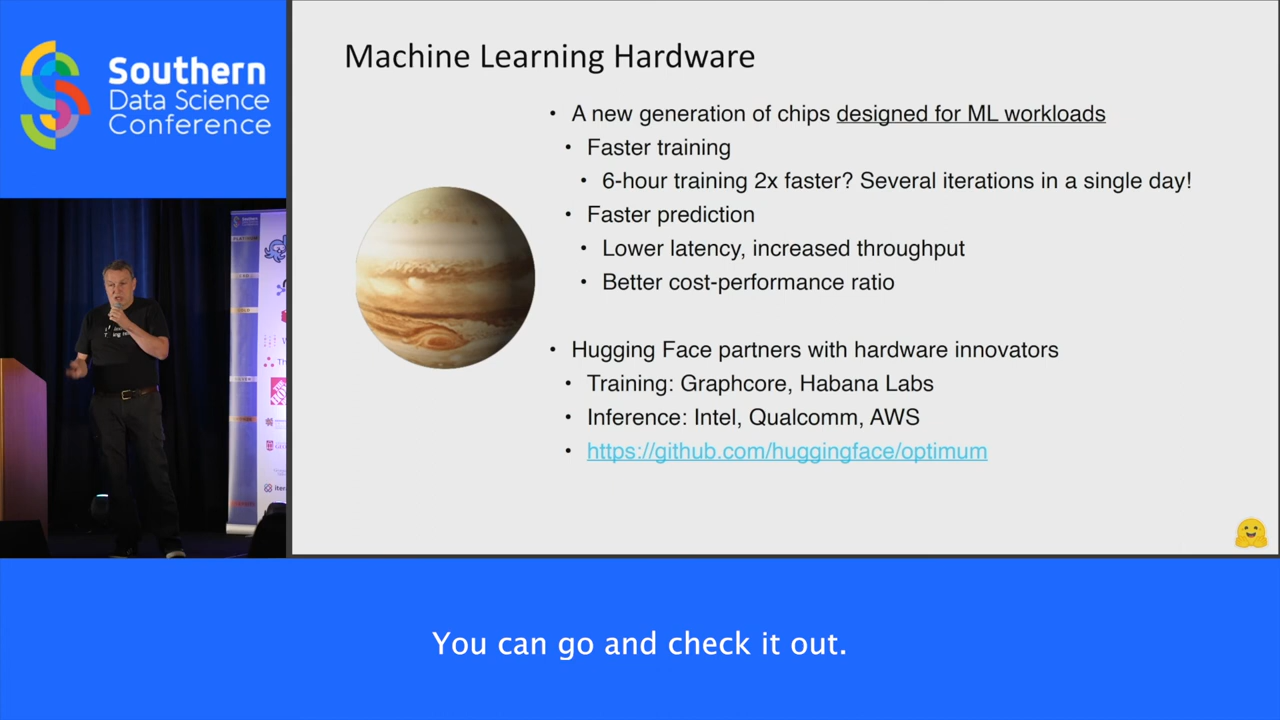 Southern
Data Science
Conference
Machine Learning Hardware
• A new generation of chips designed for ML workloads
• Faster training
• 6-hour training 2x faster? Several iterations in a single day!
• Faster prediction
• Lower latency, increased throughput
• Better cost-performance ratio
• Hugging Face partners with hardware innovators
• Training: Graphcore, Habana Labs
• Inference: Intel, Qualcomm, AWS
• https://github.com/huggingface/optimum
You can go and check it out.